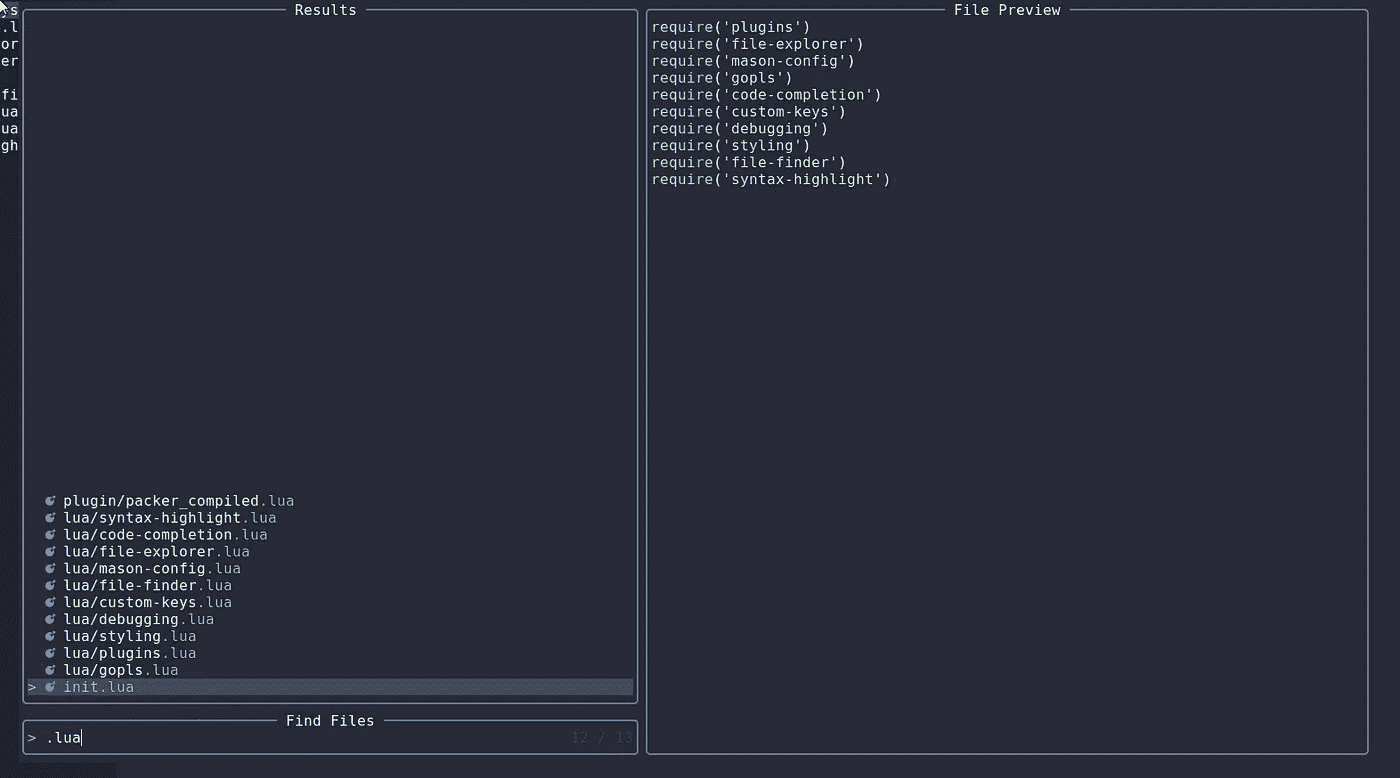 Results
plugin/packer_compiled.lua
lua/syntax-highlight.lua
lua/code-completion.lua
lua/file-explorer.lua
lua/mason-config.lua
lua/file-finder.lua
lua/custom-keys.lua
lua/debugging.lua
lua/styling.lua
lua/plugins.lua
lua/gopls.lua
> init.lua
Find Files
> .lua 12 / 13
File Preview
require('plugins')
require('file-explorer')
require('mason-config')
require('gopls')
require('code-completion')
require('custom-keys')
require('debugging')
require('styling')
require('file-finder')
require('syntax-highlight')
ys
.l
or
er
fi
ua
ua
gh